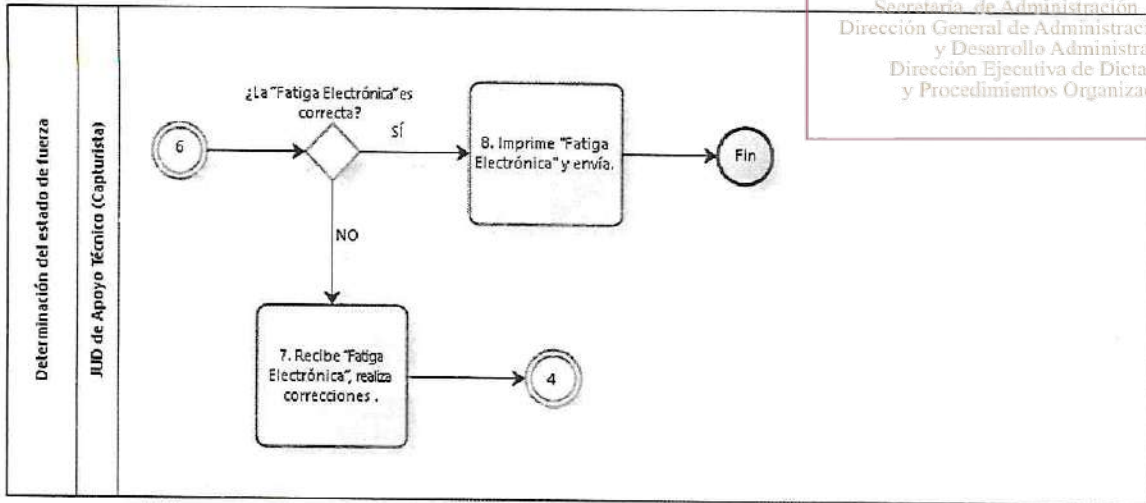 Secretaría de Administración
Dirección General de Administrac
y Desarrollo Administra
Dirección Ejecutiva de Dicta
y Procedimientos Organiza
Determinación del estado de fuerza
JUD de Apoyo Técnico (Capturista)
6
¿La "Fatiga Electrónica" es
correcta?
SÍ
8. Imprime "Fatiga
Electrónica" y envía.
Fin
NO
7. Recibe "Fatiga
Electrónica", realiza
correcciones .
4